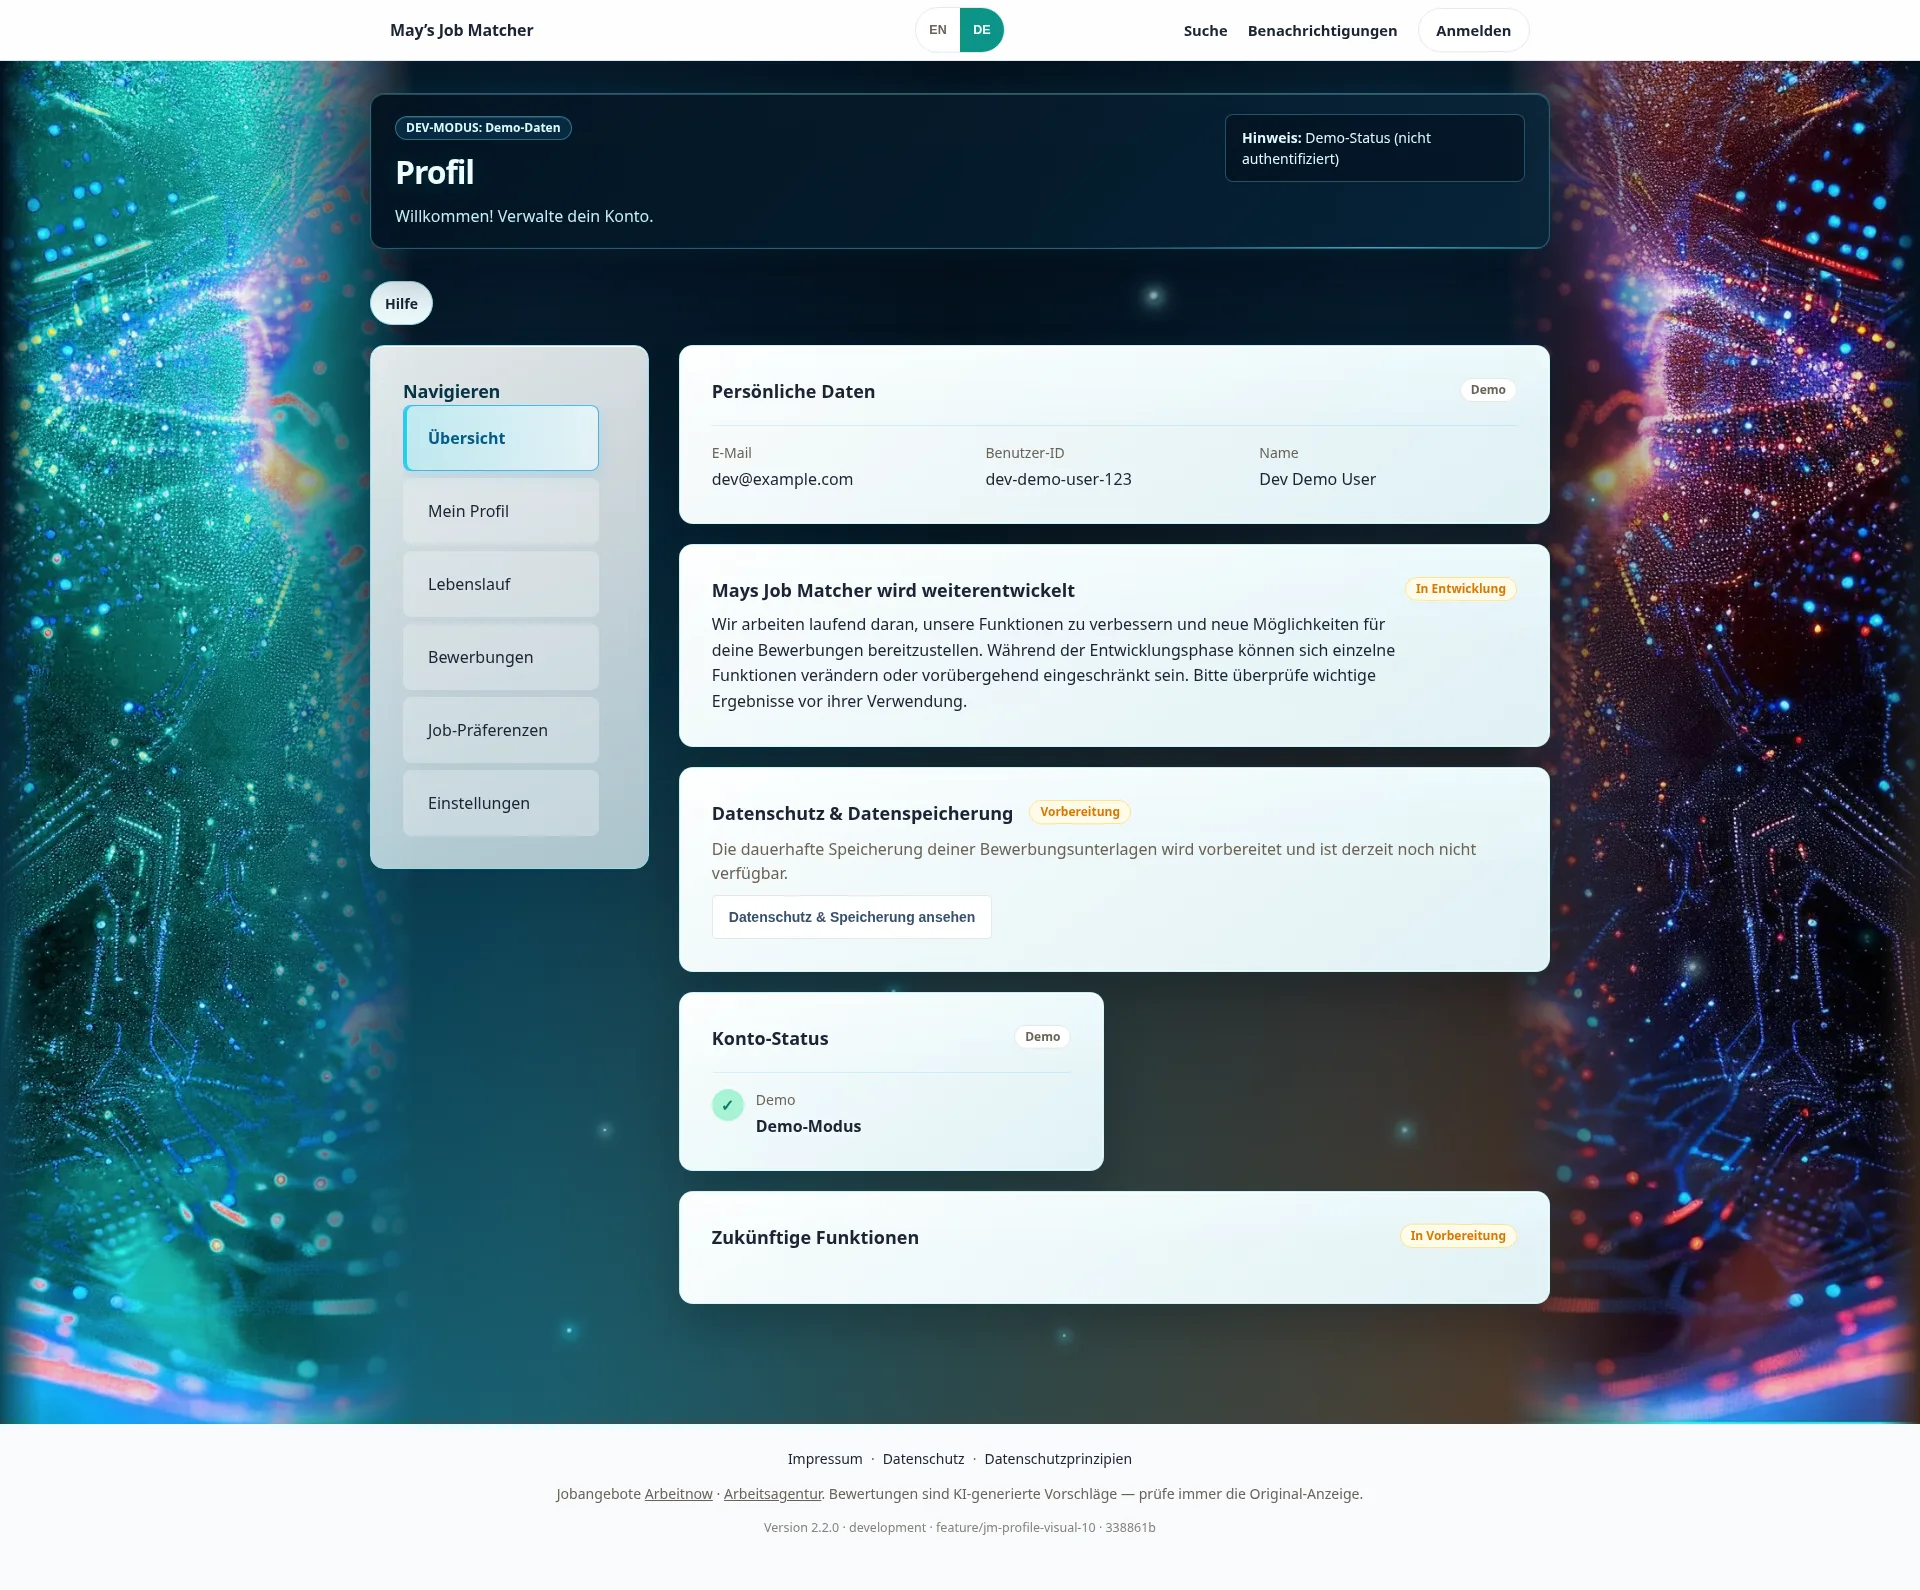 May’s Job Matcher
EN DE
Suche Benachrichtigungen Anmelden
DEV-MODUS: Demo-Daten
Profil
Willkommen! Verwalte dein Konto.
Hinweis: Demo-Status (nicht
authentifiziert)
Hilfe
Navigieren
Übersicht
Mein Profil
Lebenslauf
Bewerbungen
Job-Präferenzen
Einstellungen
Persönliche Daten
Demo
E-Mail
dev@example.com
Benutzer-ID
dev-demo-user-123
Name
Dev Demo User
Mays Job Matcher wird weiterentwickelt
In Entwicklung
Wir arbeiten laufend daran, unsere Funktionen zu verbessern und neue Möglichkeiten für
deine Bewerbungen bereitzustellen. Während der Entwicklungsphase können sich einzelne
Funktionen verändern oder vorübergehend eingeschränkt sein. Bitte überprüfe wichtige
Ergebnisse vor ihrer Verwendung.
Datenschutz & Datenspeicherung
Vorbereitung
Die dauerhafte Speicherung deiner Bewerbungsunterlagen wird vorbereitet und ist derzeit noch nicht
verfügbar.
Datenschutz & Speicherung ansehen
Konto-Status
Demo
✓
Demo
Demo-Modus
Zukünftige Funktionen
In Vorbereitung
Impressum · Datenschutz · Datenschutzprinzipien
Jobangebote Arbeitnow · Arbeitsagentur. Bewertungen sind KI-generierte Vorschläge — prüfe immer die Original-Anzeige.
Version 2.2.0 · development · feature/jm-profile-visual-10 · 338861b